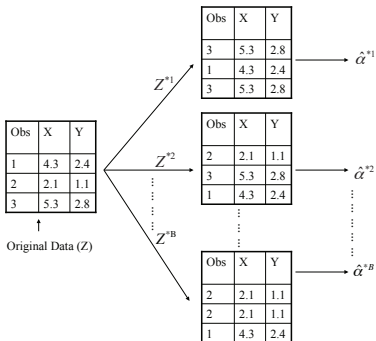 Obs X Y
3 5.3 2.8
1 4.3 2.4
3 5.3 2.8
Z*1
α̂*1
Obs X Y
1 4.3 2.4
2 2.1 1.1
3 5.3 2.8
Original Data (Z)
Z*2
Obs X Y
2 2.1 1.1
3 5.3 2.8
1 4.3 2.4
α̂*2
Z*B
Obs X Y
2 2.1 1.1
2 2.1 1.1
1 4.3 2.4
α̂*B